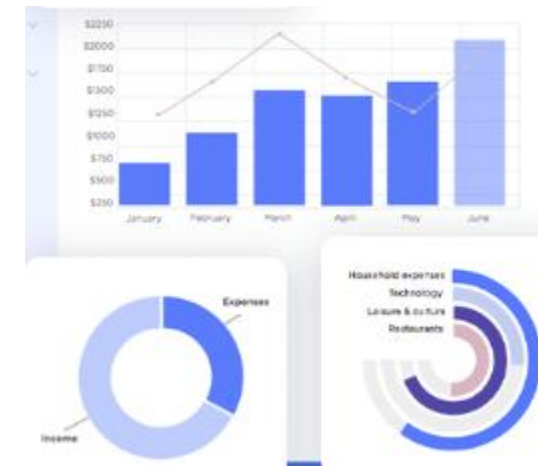 $2250
$2000
$1750
$1500
$1250
$1000
$750
$500
$250
January February March April May June
Expenses
Income
Household expenses
Technology
Leisure & culture
Restaurants